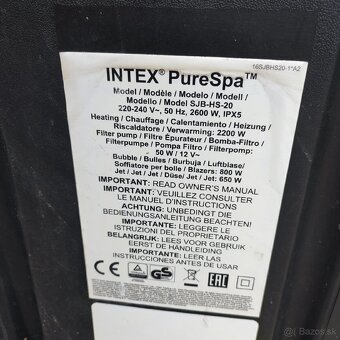 16SJBHS20-1*A2
INTEX® PureSpa™
Model / Modèle / Modelo / Modell /
Modello / Model SJB-HS-20
220-240 V~, 50 Hz, 2600 W, IPX5
Heating / Chauffage / Calentamiento / Heizung /
Riscaldatore / Verwarming: 2200 W
Filter pump / Filtre Épurateur / Bomba-Filtro /
Filterpumpe / Pompa Filtro / Filterpomp:
50 W / 12 V~
Bubble / Bulles / Burbuja / Luftblase/
Soffiatore per bolle / Blazers: 800 W
Jet / Jet / Jet / Düse/ Jet / Jet: 650 W
IMPORTANT: READ OWNER'S MANUAL
IMPORTANT: VEUILLEZ CONSULTER
LE MANUEL D'INSTRUCTIONS
ACHTUNG: UNBEDINGT DIE
BEDIENUNGSANLEITUNG BEACHTEN!
IMPORTANTE: LEGGERE LE
ISTRUZIONI DEL PROPRIETARIO
BELANGRIJK: LEES VOOR GEBRUIK
EERST DE HANDLEIDING
IMPORTANTE: LEER LAS
INSTRUCCIONES ANTES DE USAR
CE
GS
EAC
bazos.sk